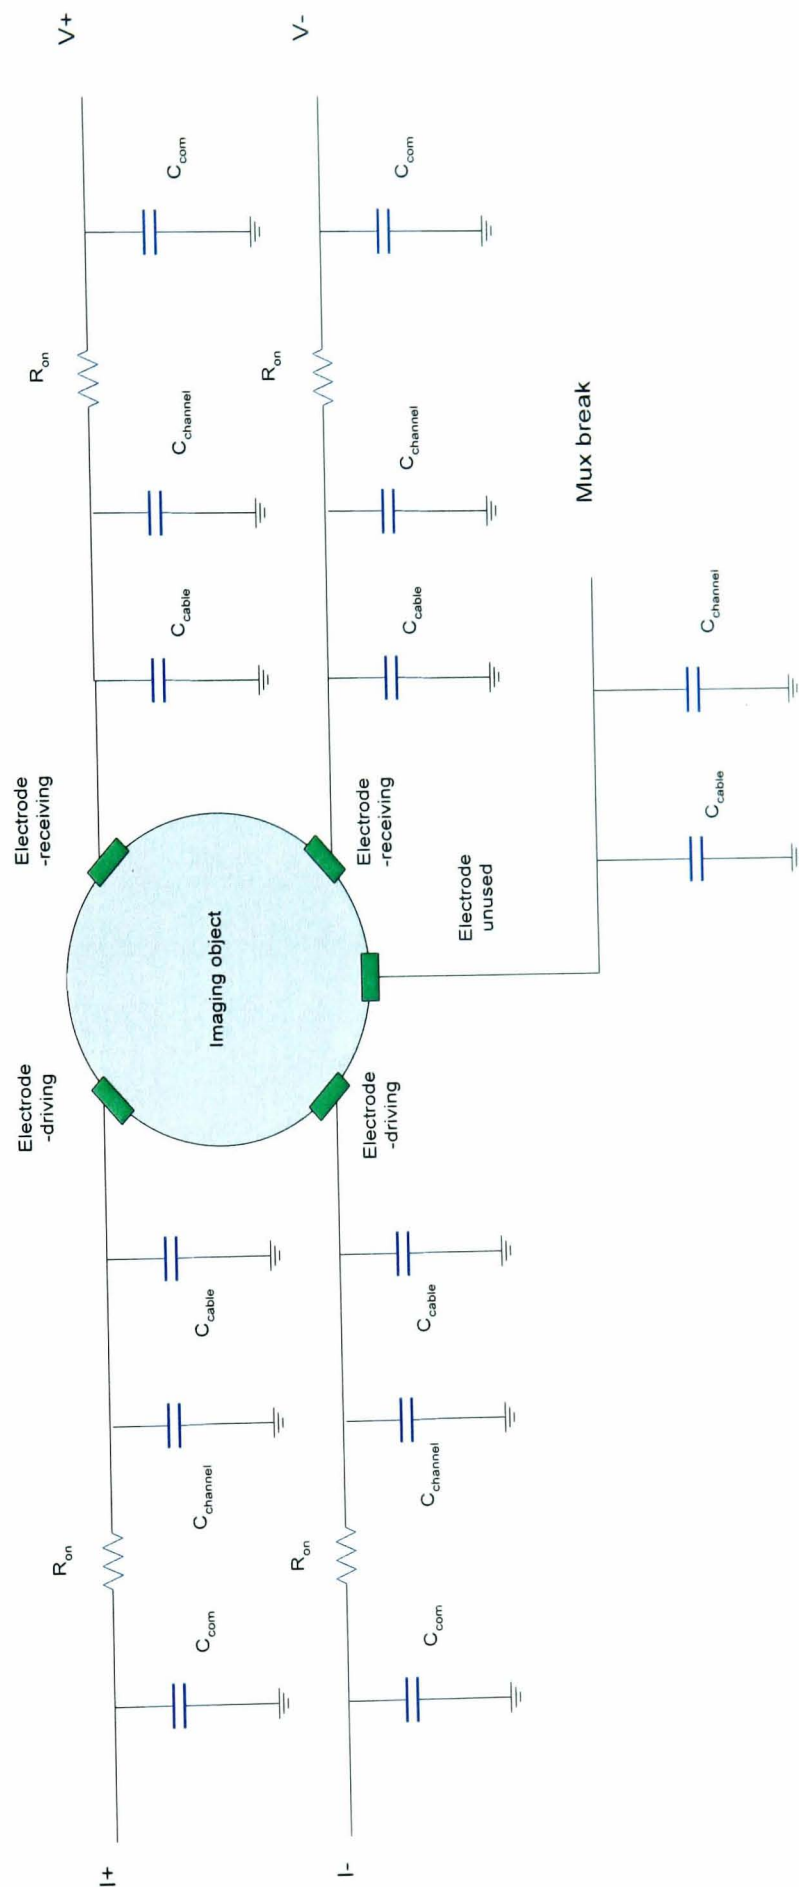 Electrode
-driving
Electrode
-receiving
R_on
R_on
V+
I+
C_com
C_channel
C_cable
Imaging object
C_cable
C_channel
C_com
R_on
R_on
V-
I-
Electrode
-driving
Electrode
-receiving
C_com
C_channel
C_cable
C_cable
C_channel
C_com
Electrode
unused
Mux break
C_cable
C_channel